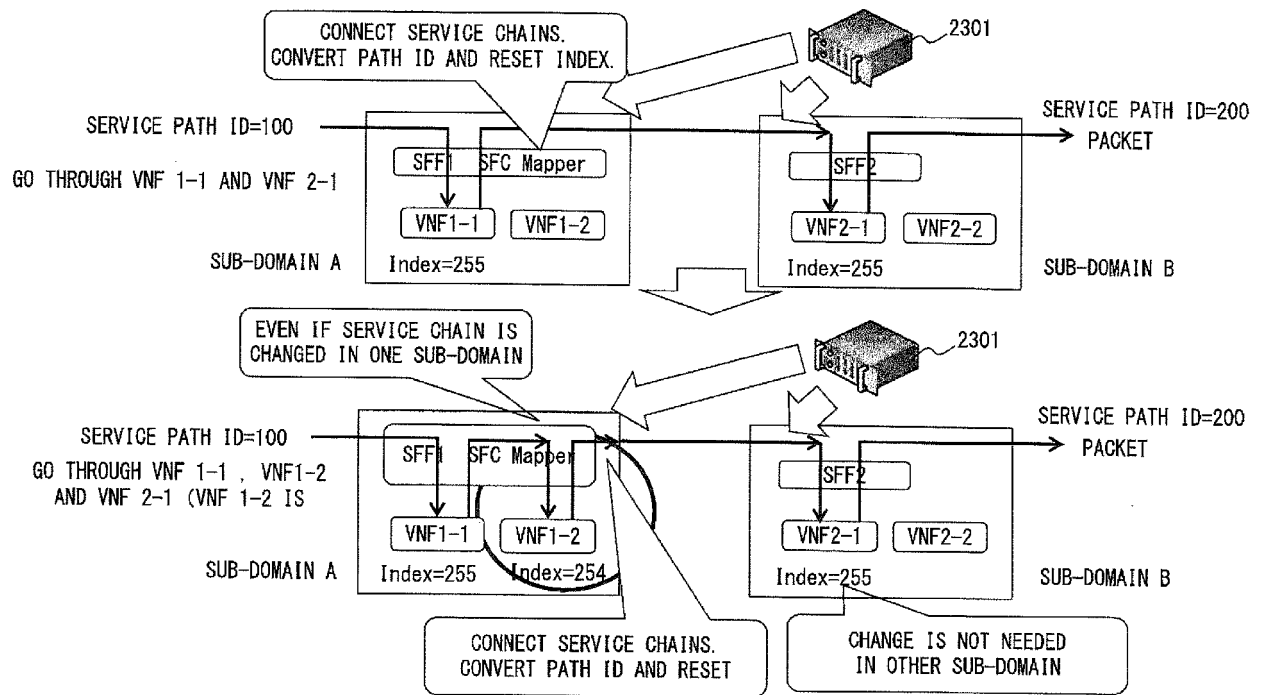 CONNECT SERVICE CHAINS.
CONVERT PATH ID AND RESET INDEX.
2301
SERVICE PATH ID=100
SERVICE PATH ID=200
PACKET
GO THROUGH VNF 1-1 AND VNF 2-1
SFF1 SFC Mapper
SFF2
VNF1-1
VNF1-2
VNF2-1
VNF2-2
SUB-DOMAIN A
Index=255
Index=255
SUB-DOMAIN B
EVEN IF SERVICE CHAIN IS
CHANGED IN ONE SUB-DOMAIN
2301
SERVICE PATH ID=100
SERVICE PATH ID=200
PACKET
GO THROUGH VNF 1-1 , VNF1-2
AND VNF 2-1 (VNF 1-2 IS
SFF1 SFC Mapper
SFF2
VNF1-1
VNF1-2
VNF2-1
VNF2-2
SUB-DOMAIN A
Index=255
Index=254
Index=255
SUB-DOMAIN B
CONNECT SERVICE CHAINS.
CONVERT PATH ID AND RESET
CHANGE IS NOT NEEDED
IN OTHER SUB-DOMAIN